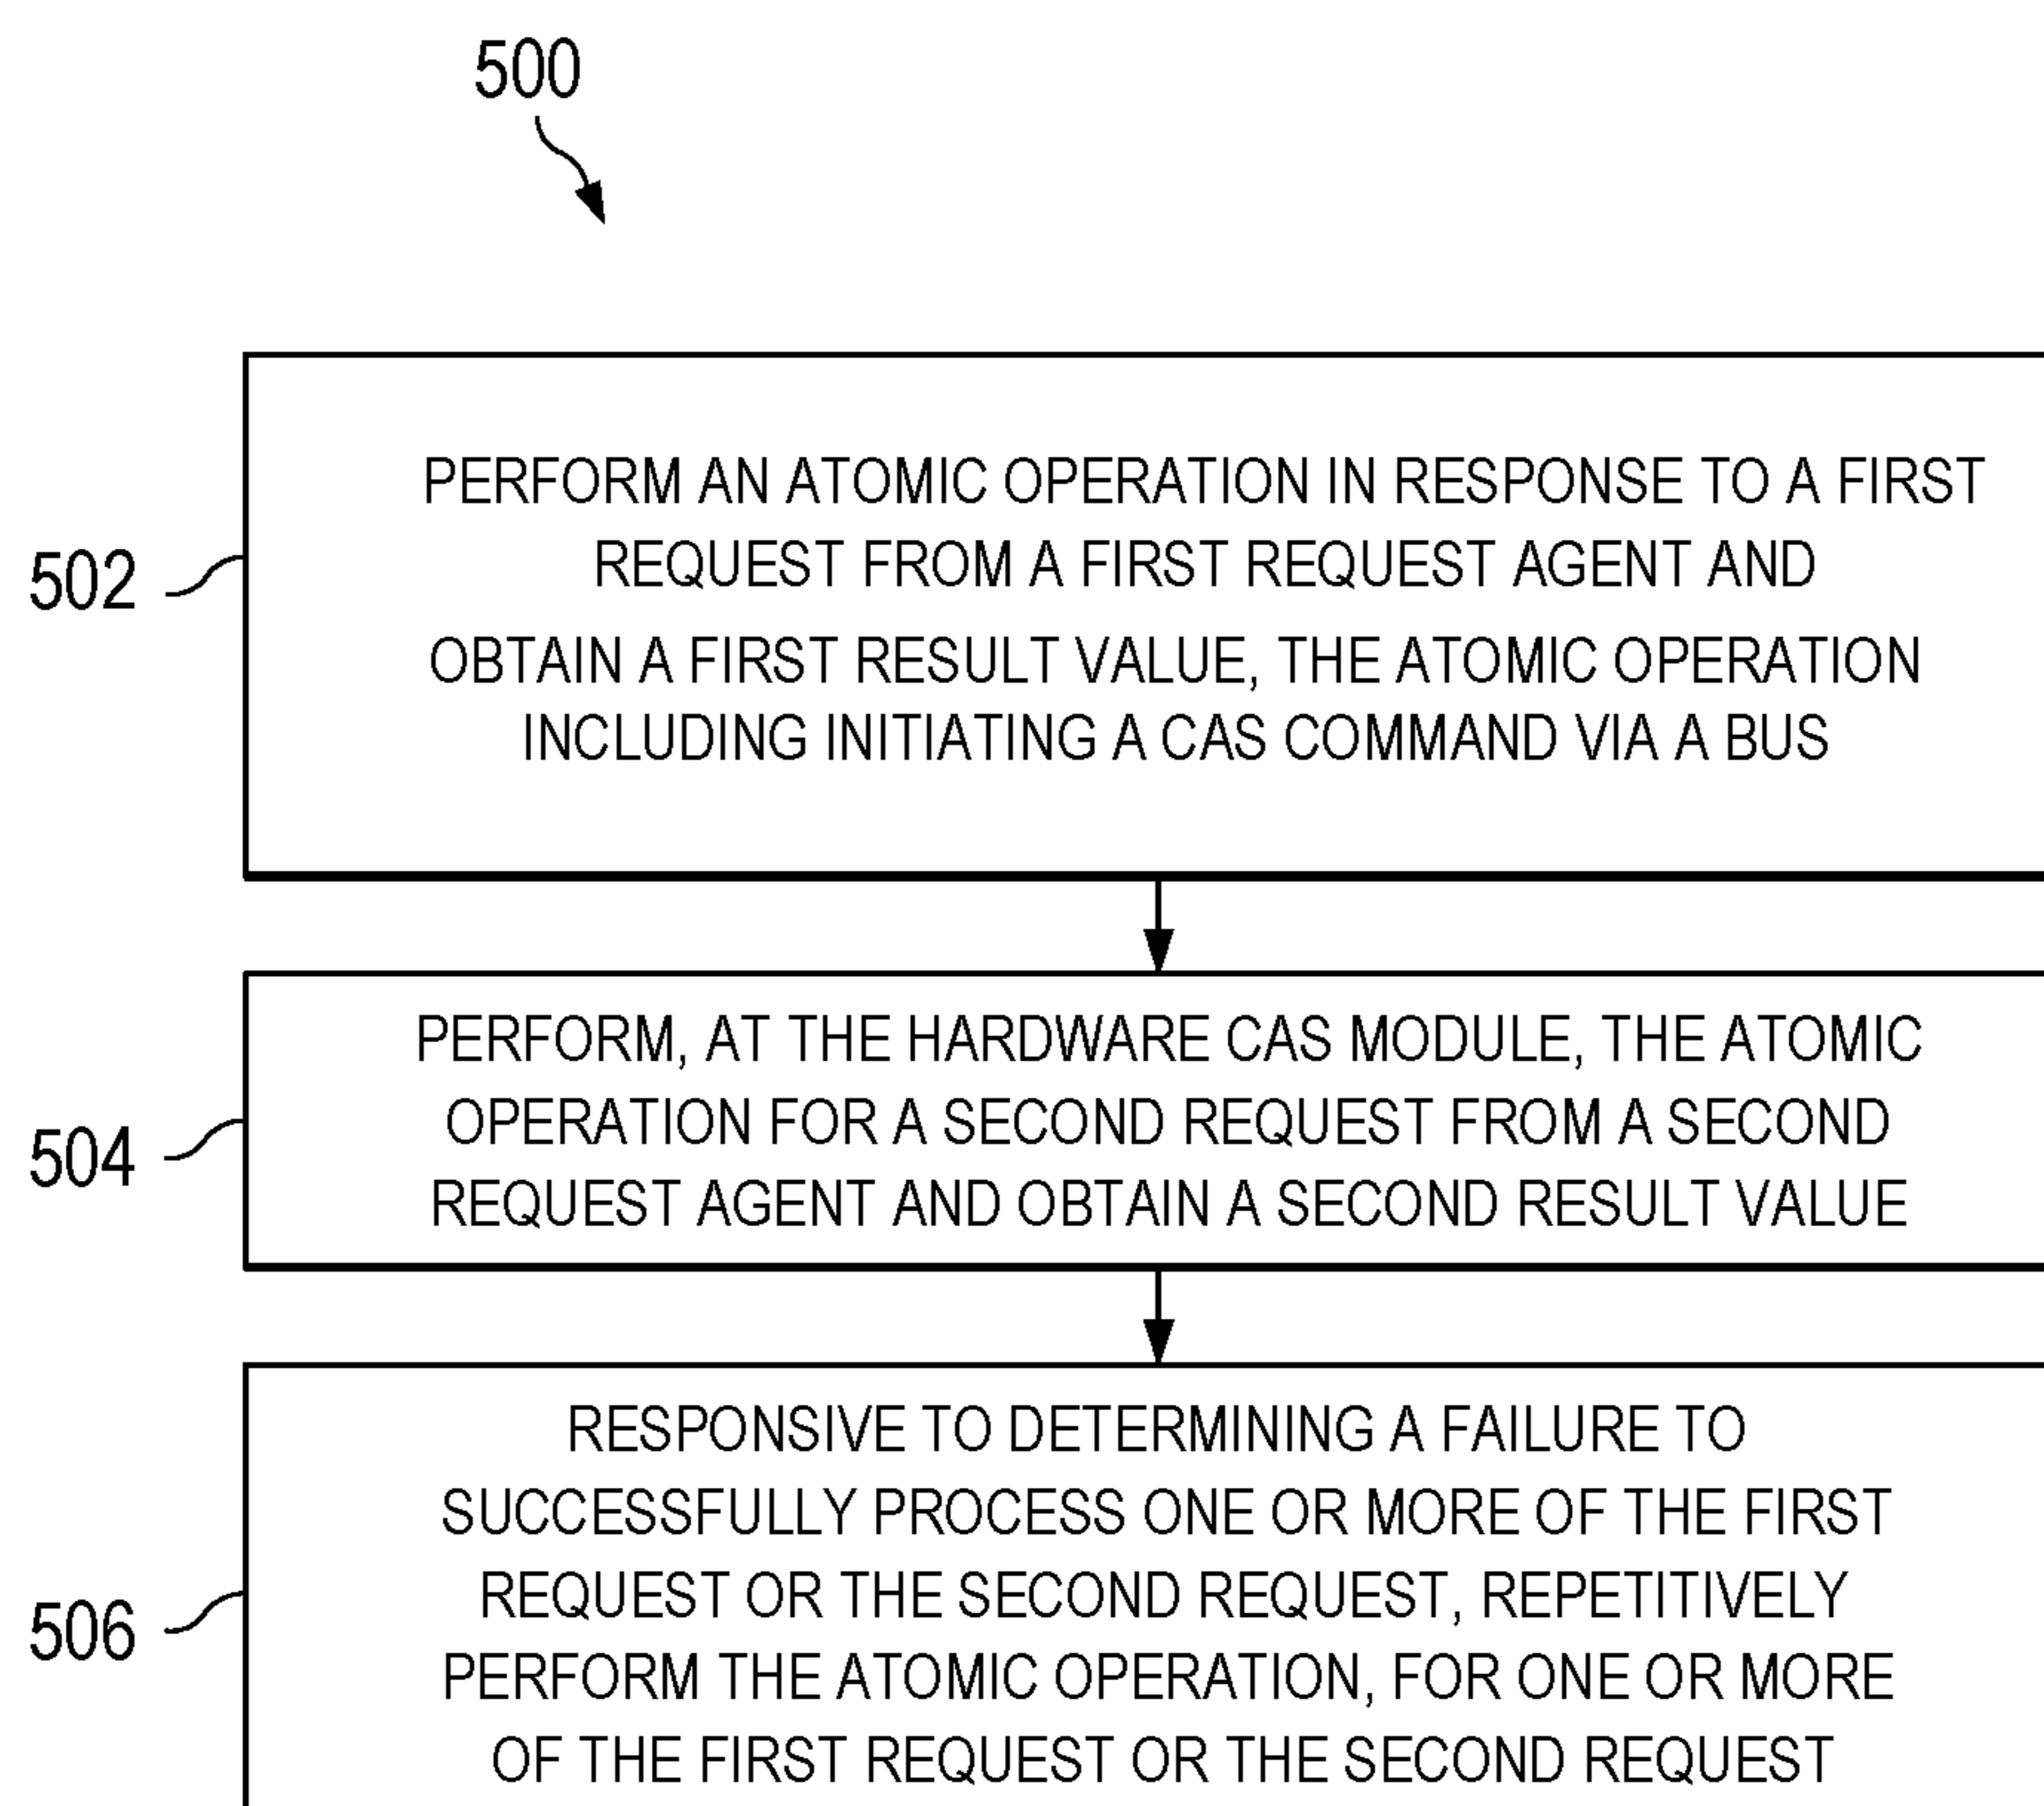 500
502
PERFORM AN ATOMIC OPERATION IN RESPONSE TO A FIRST
REQUEST FROM A FIRST REQUEST AGENT AND
OBTAIN A FIRST RESULT VALUE, THE ATOMIC OPERATION
INCLUDING INITIATING A CAS COMMAND VIA A BUS
504
PERFORM, AT THE HARDWARE CAS MODULE, THE ATOMIC
OPERATION FOR A SECOND REQUEST FROM A SECOND
REQUEST AGENT AND OBTAIN A SECOND RESULT VALUE
506
RESPONSIVE TO DETERMINING A FAILURE TO
SUCCESSFULLY PROCESS ONE OR MORE OF THE FIRST
REQUEST OR THE SECOND REQUEST, REPETITIVELY
PERFORM THE ATOMIC OPERATION, FOR ONE OR MORE
OF THE FIRST REQUEST OR THE SECOND REQUEST